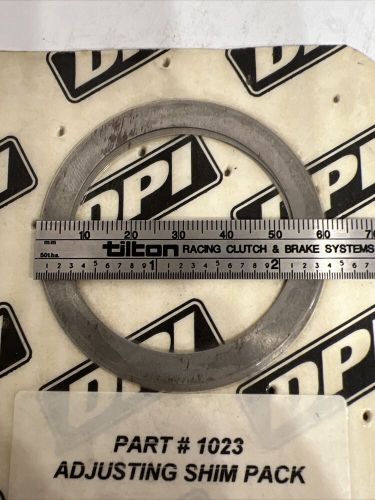 DPI
DPI
DPI
10 20 30 40 50 60 70
mm tilton RACING CLUTCH & BRAKE SYSTEMS
50ths. 1 2 3 4 5 6 7 8 9 1 1 2 3 4 5 6 7 8 9 2 1 2 3 4 5 6 7
DPI
DPI
PART # 1023
ADJUSTING SHIM PACK